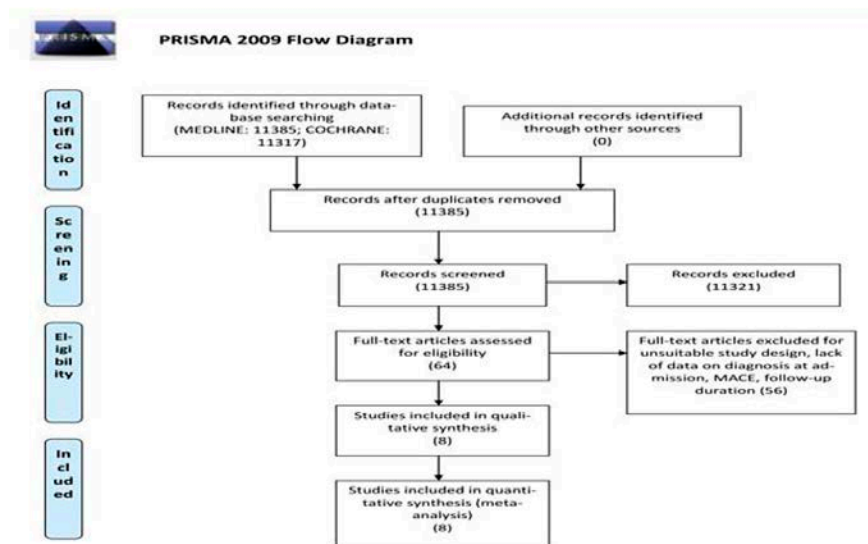 PRISMA
PRISMA 2009 Flow Diagram
Id
en
tifi
ca
tio
n
Records identified through data-
base searching
(MEDLINE: 11385; COCHRANE:
11317)
Additional records identified
through other sources
(0)
Records after duplicates removed
(11385)
Sc
re
en
in
g
Records screened
(11385)
Records excluded
(11321)
El-
igi
bil
ity
Full-text articles assessed
for eligibility
(64)
Full-text articles excluded for
unsuitable study design, lack
of data on diagnosis at ad-
mission, MACE, follow-up
duration (56)
Studies included in quali-
tative synthesis
(8)
In
cl
ud
ed
Studies included in quanti-
tative synthesis (meta-
analysis)
(8)